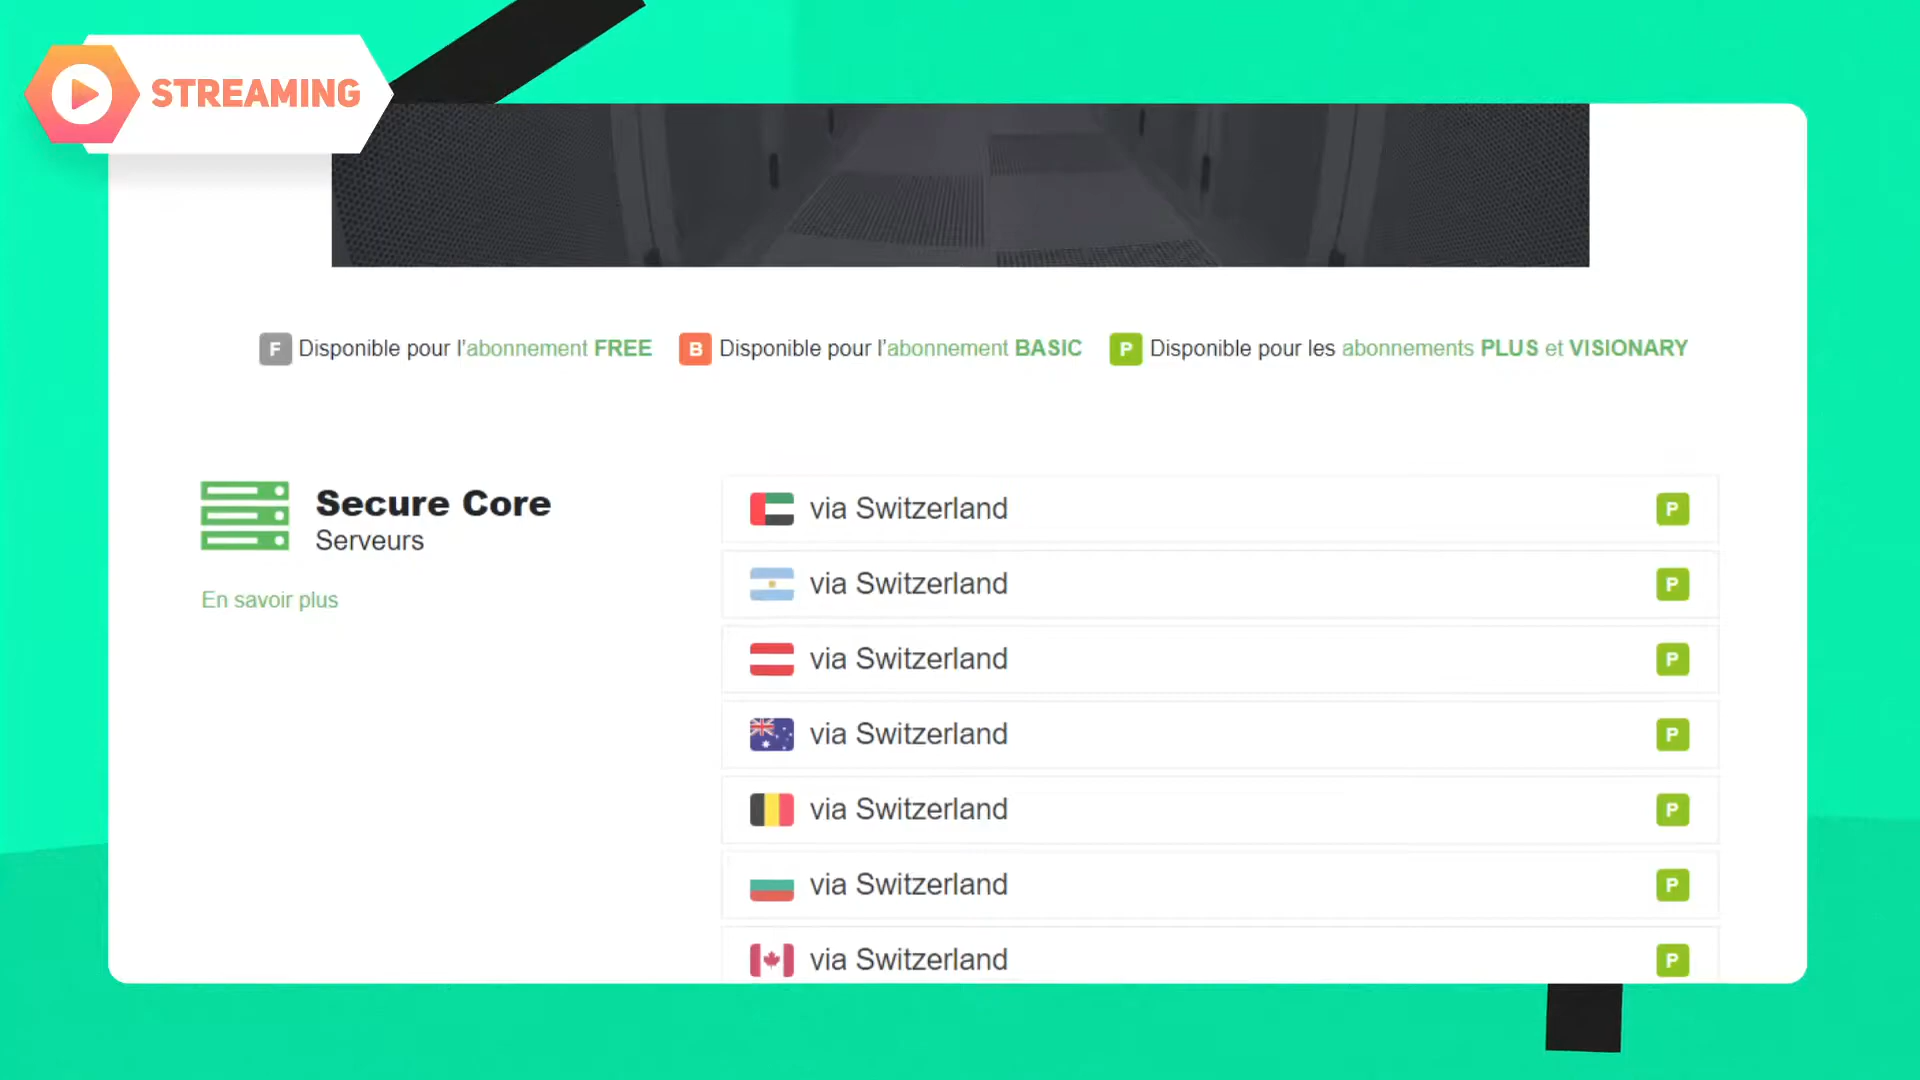 STREAMING
F Disponible pour l'abonnement FREE B Disponible pour l'abonnement BASIC P Disponible pour les abonnements PLUS et VISIONARY
Secure Core
Serveurs
En savoir plus
via Switzerland P
via Switzerland P
via Switzerland P
via Switzerland P
via Switzerland P
via Switzerland P
via Switzerland P